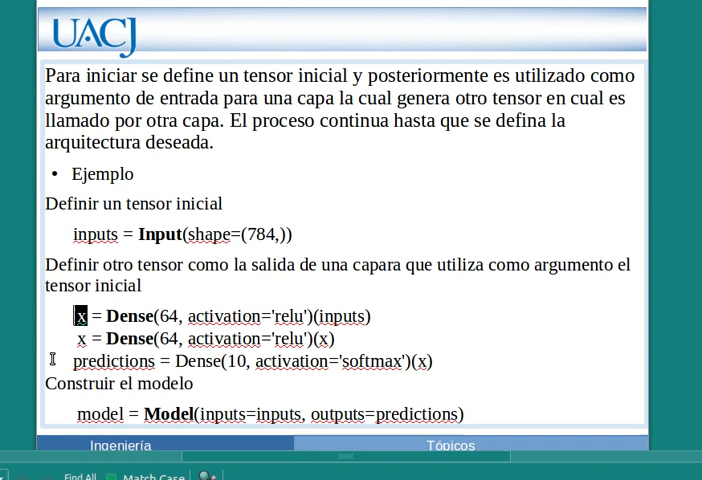 UACJ
Para iniciar se define un tensor inicial y posteriormente es utilizado como
argumento de entrada para una capa la cual genera otro tensor en cual es
llamado por otra capa. El proceso continua hasta que se defina la
arquitectura deseada.
• Ejemplo
Definir un tensor inicial
inputs = Input(shape=(784,))
Definir otro tensor como la salida de una capara que utiliza como argumento el
tensor inicial
x = Dense(64, activation='relu')(inputs)
x = Dense(64, activation='relu')(x)
predictions = Dense(10, activation='softmax')(x)
Construir el modelo
model = Model(inputs=inputs, outputs=predictions)
Ingeniería Tópicos
Find All Match Case